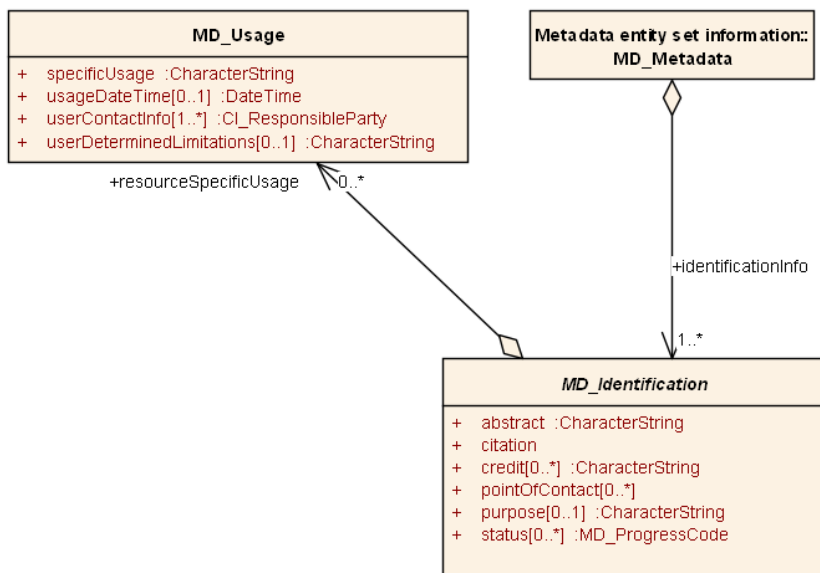 MD_Usage
+ specificUsage :CharacterString
+ usageDateTime[0..1] :DateTime
+ userContactInfo[1..*] :CI_ResponsibleParty
+ userDeterminedLimitations[0..1] :CharacterString
Metadata entity set information::
MD_Metadata
+resourceSpecificUsage 0..*
+identificationInfo
1..*
MD_Identification
+ abstract :CharacterString
+ citation
+ credit[0..*] :CharacterString
+ pointOfContact[0..*]
+ purpose[0..1] :CharacterString
+ status[0..*] :MD_ProgressCode